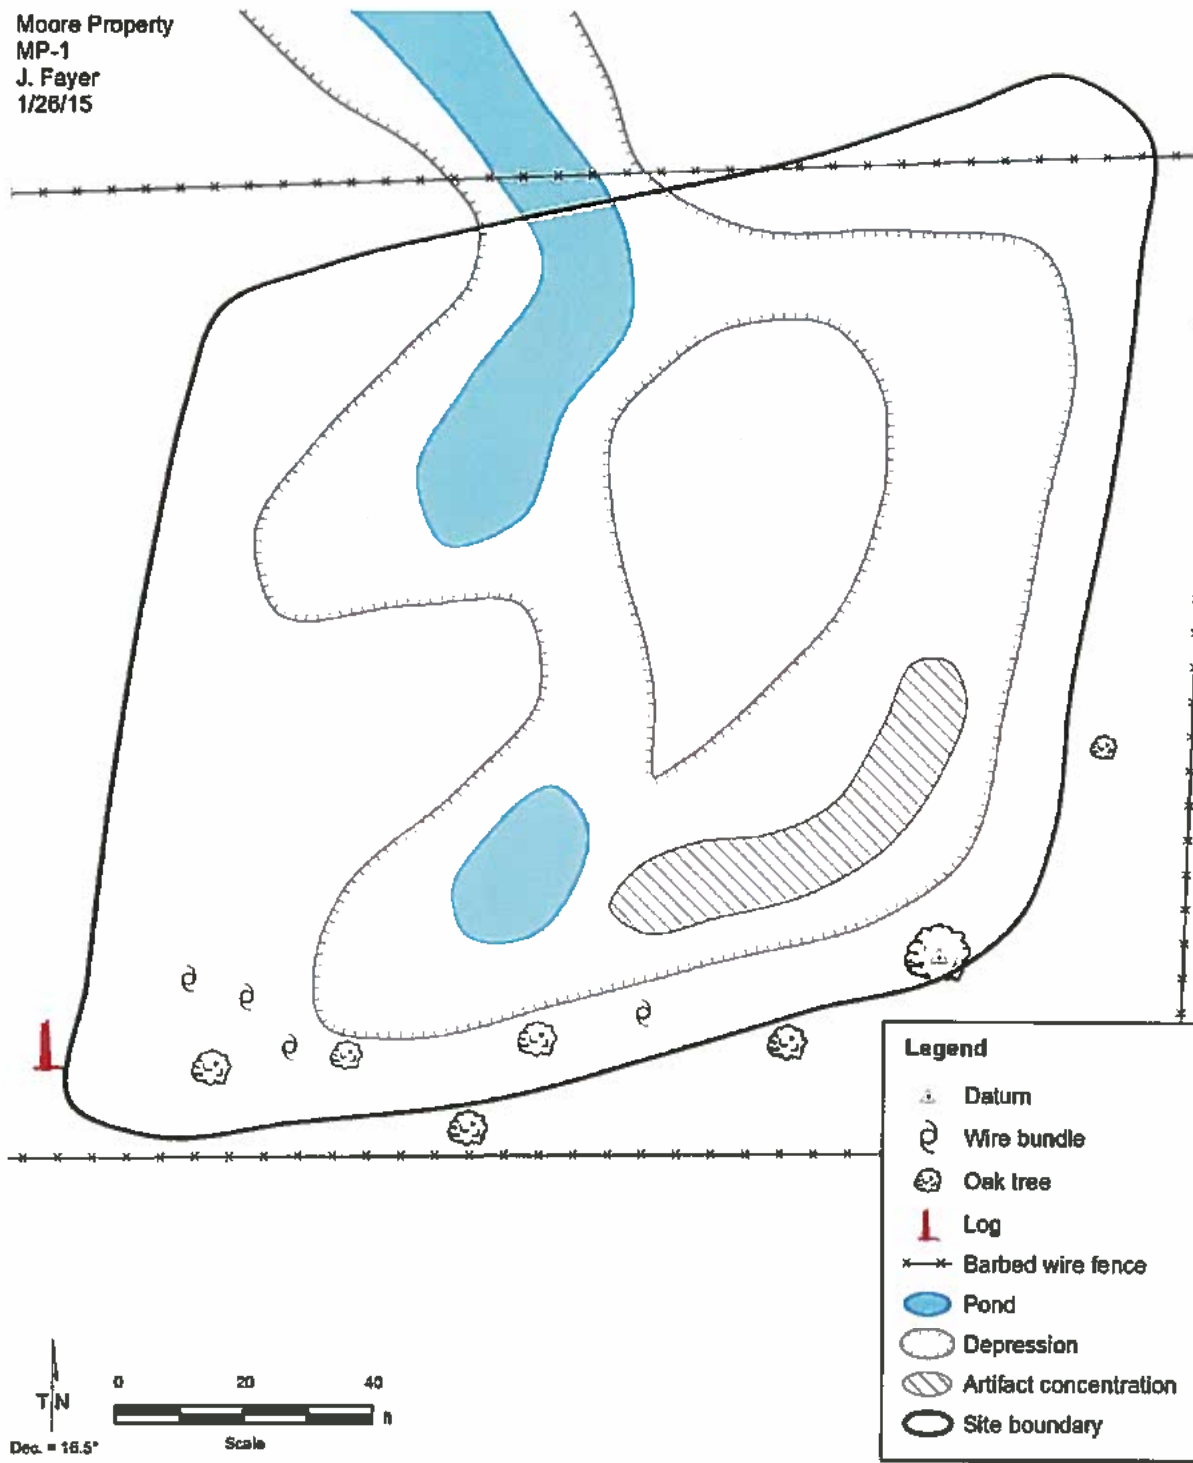 Moore Property
MP-1
J. Fayer
1/26/15
Legend
Datum
Wire bundle
Oak tree
Log
Barbed wire fence
Pond
Depression
Artifact concentration
Site boundary
T N
Dec. = 16.5°
0 20 40
ft
Scale